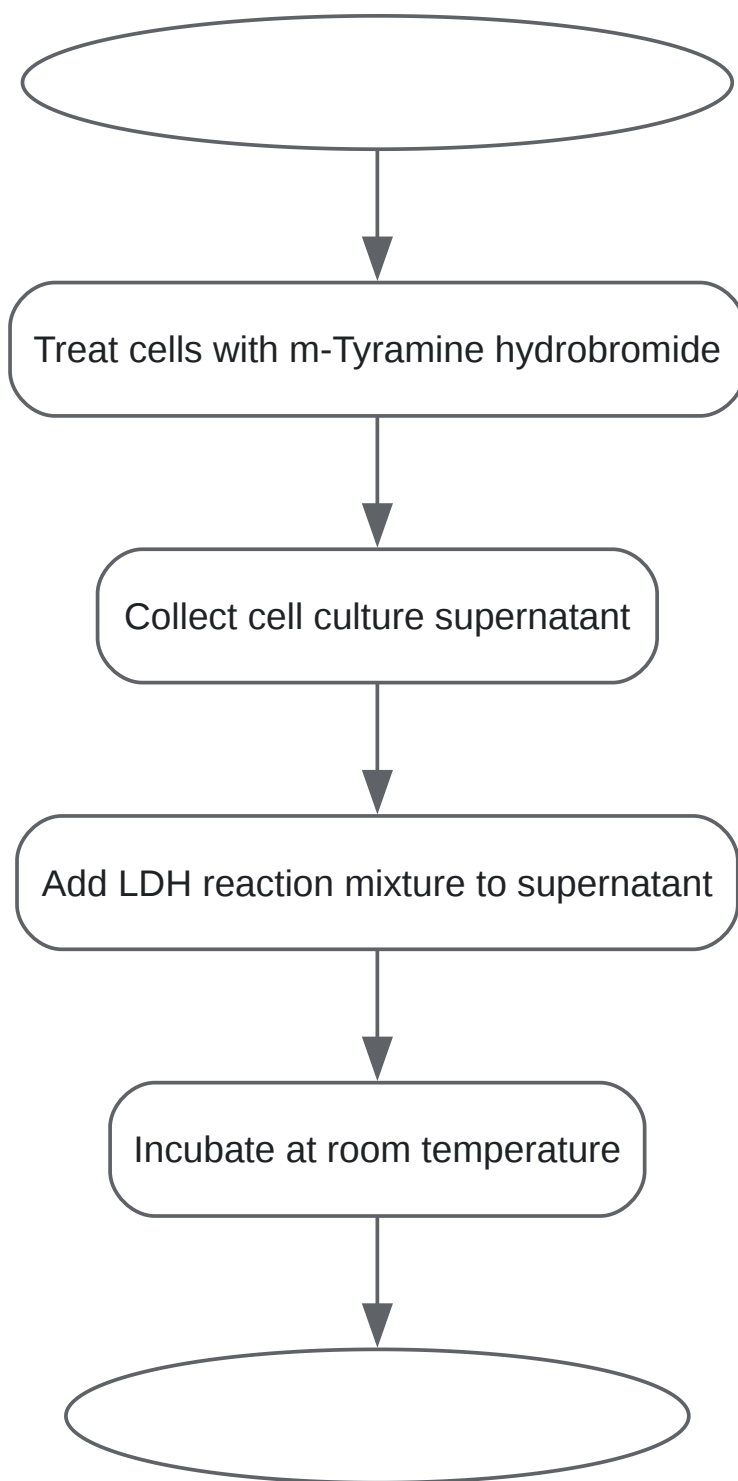 Treat cells with m-Tyramine hydrobromide
Collect cell culture supernatant
Add LDH reaction mixture to supernatant
Incubate at room temperature